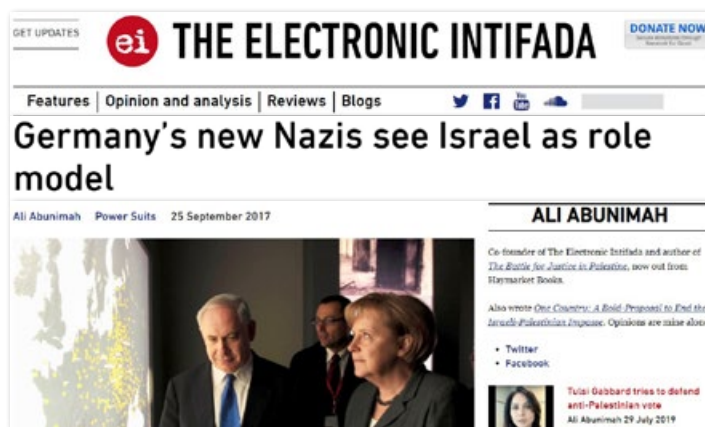 GET UPDATES
ei
THE ELECTRONIC INTIFADA
DONATE NOW
Features | Opinion and analysis | Reviews | Blogs
You
Tube
Germany's new Nazis see Israel as role
model
Ali Abunimah Power Suits 25 September 2017
ALI ABUNIMAH
Co-founder of The Electronic Intifada and author of
The Battle for Justice in Palestine, now out from
Haymarket Books.
Also wrote One Country: A Bold Proposal to End the
Israeli-Palestinian Impasse. Opinions are mine alone
• Twitter
• Facebook
Tulsi Gabbard tries to defend
anti-Palestinian vote
Ali Abunimah 29 July 2019